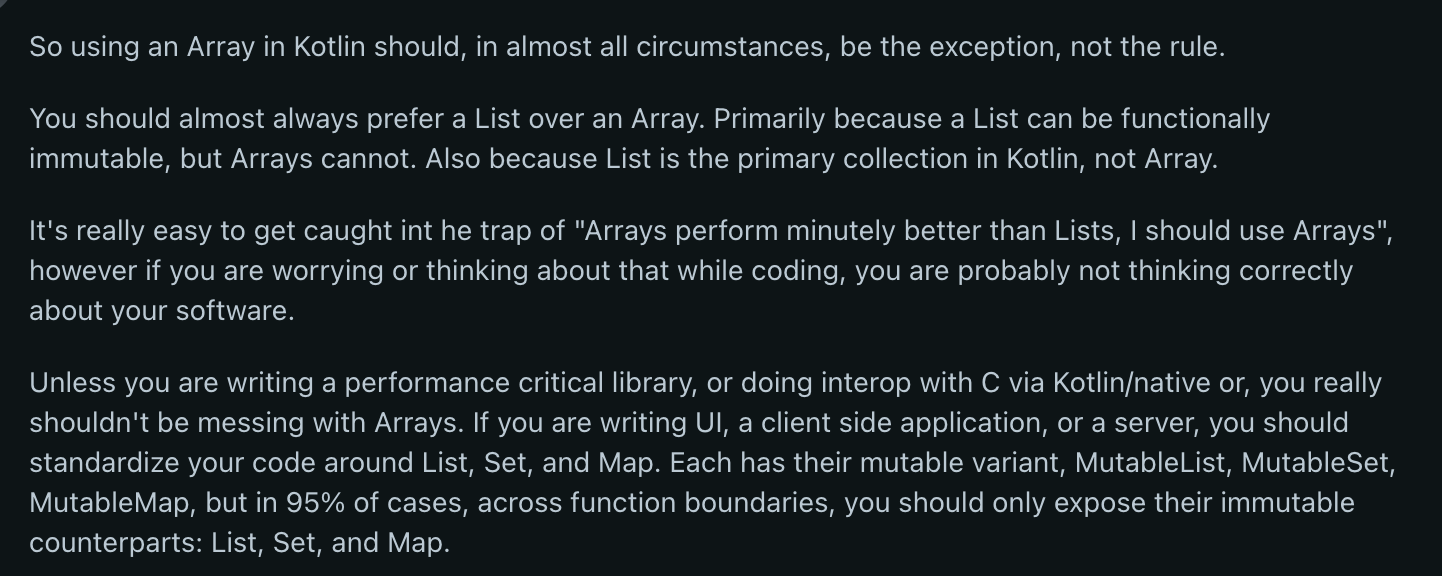 So using an Array in Kotlin should, in almost all circumstances, be the exception, not the rule.
You should almost always prefer a List over an Array. Primarily because a List can be functionally
immutable, but Arrays cannot. Also because List is the primary collection in Kotlin, not Array.
It's really easy to get caught int he trap of "Arrays perform minutely better than Lists, I should use Arrays",
however if you are worrying or thinking about that while coding, you are probably not thinking correctly
about your software.
Unless you are writing a performance critical library, or doing interop with C via Kotlin/native or, you really
shouldn't be messing with Arrays. If you are writing UI, a client side application, or a server, you should
standardize your code around List, Set, and Map. Each has their mutable variant, MutableList, MutableSet,
MutableMap, but in 95% of cases, across function boundaries, you should only expose their immutable
counterparts: List, Set, and Map.